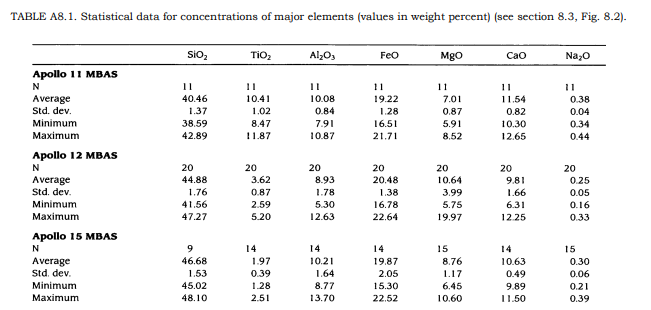 TABLE A8.1. Statistical data for concentrations of major elements (values in weight percent) (see section 8.3, Fig. 8.2).
SiO₂ TiO₂ Al₂O₃ FeO MgO CaO Na₂O
Apollo 11 MBAS
N 11 11 11 11 11 11 11
Average 40.46 10.41 10.08 19.22 7.01 11.54 0.38
Std. dev. 1.37 1.02 0.84 1.28 0.87 0.82 0.04
Minimum 38.59 8.47 7.91 16.51 5.91 10.30 0.34
Maximum 42.89 11.87 10.87 21.71 8.52 12.65 0.44
Apollo 12 MBAS
N 20 20 20 20 20 20 20
Average 44.88 3.62 8.93 20.48 10.64 9.81 0.25
Std. dev. 1.76 0.87 1.78 1.38 3.99 1.66 0.05
Minimum 41.56 2.59 5.30 16.78 5.75 6.31 0.16
Maximum 47.27 5.20 12.63 22.64 19.97 12.25 0.33
Apollo 15 MBAS
N 9 14 14 14 15 14 15
Average 46.68 1.97 10.21 19.87 8.76 10.63 0.30
Std. dev. 1.53 0.39 1.64 2.05 1.17 0.49 0.06
Minimum 45.02 1.28 8.77 15.30 6.45 9.89 0.21
Maximum 48.10 2.51 13.70 22.52 10.60 11.50 0.39